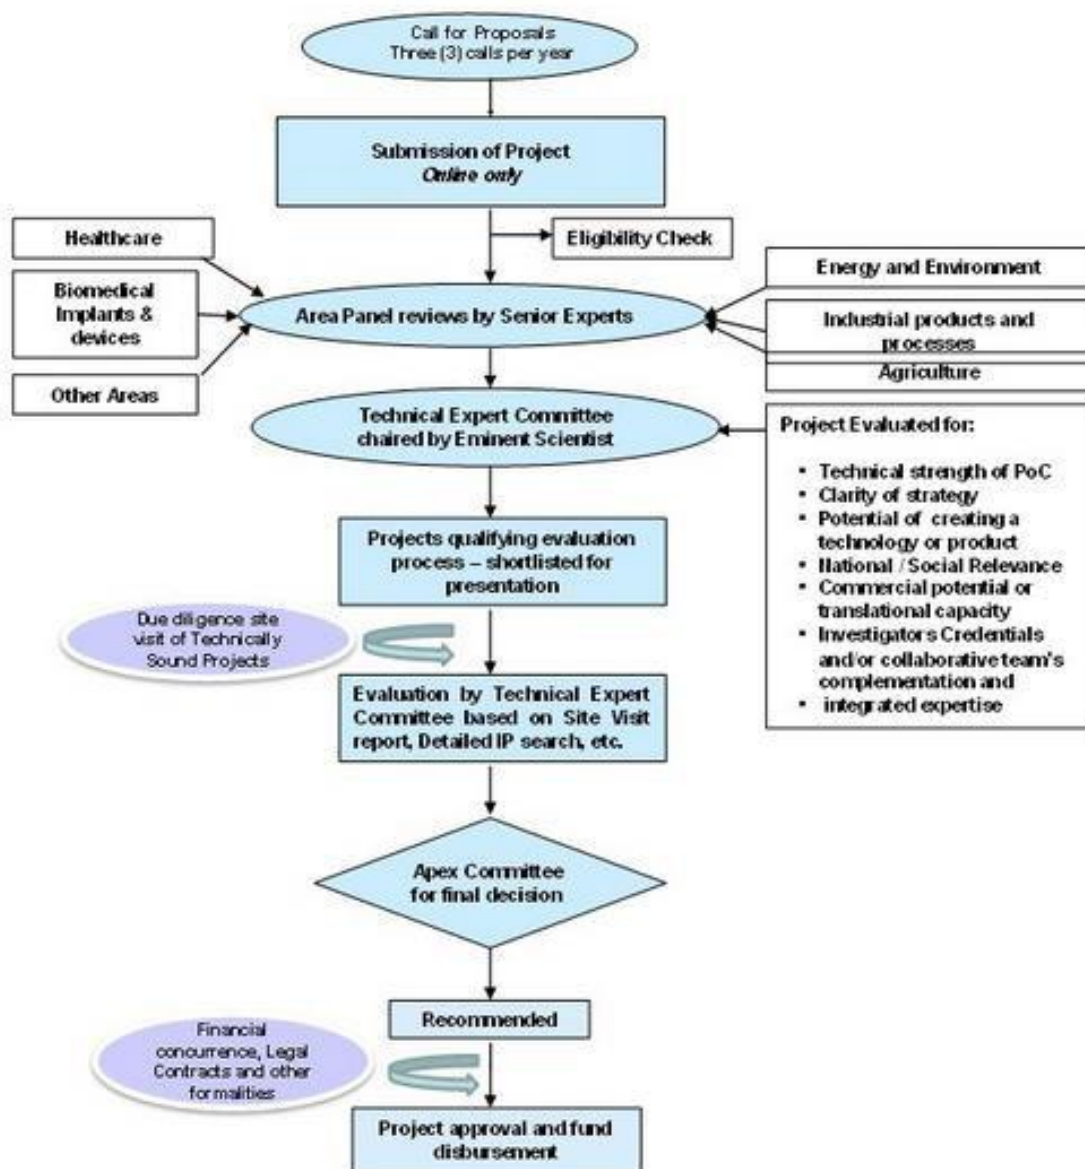 Call for Proposals
Three (3) calls per year
Submission of Project
Online only
Eligibility Check
Healthcare
Biomedical
Implants &
devices
Other Areas
Area Panel reviews by Senior Experts
Energy and Environment
Industrial products and
processes
Agriculture
Technical Expert Committee
chaired by Eminent Scientist
Project Evaluated for:
▪ Technical strength of PoC
▪ Clarity of strategy
▪ Potential of creating a
technology or product
▪ National / Social Relevance
▪ Commercial potential or
translational capacity
▪ Investigators Credentials
and/or collaborative team's
complementation and
▪ integrated expertise
Projects qualifying evaluation
process – shortlisted for
presentation
Due diligence site
visit of Technically
Sound Projects
Evaluation by Technical Expert
Committee based on Site Visit
report, Detailed IP search, etc.
Apex Committee
for final decision
Recommended
Financial
concurrence, Legal
Contracts and other
formalities
Project approval and fund
disbursement